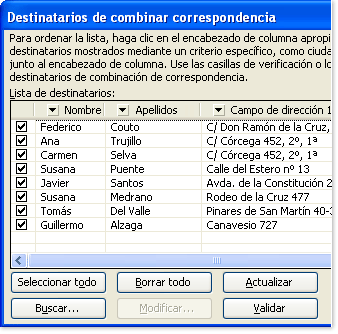 Destinatarios de combinar correspondencia
Para ordenar la lista, haga clic en el encabezado de columna
destinatarios mostrados mediante un criterio específico, como
junto al encabezado de columna. Use las casillas de verificación o
destinatarios de combinación de correspondencia.
Lista de destinatarios:
Nombre Apellidos Campo de dirección 1
Federico Couto C/ Don Ramón de la Cruz,
Ana Trujillo C/ Córcega 452, 2º, 1ª
Carmen Selva C/ Córcega 452, 2º, 1ª
Susana Puente Calle del Estero nº 13
Javier Santos Avda. de la Constitución 2
Susana Medrano Rodeo de la Cruz 477
Tomás Del Valle Pinares de San Martín 40-3
Guillermo Alzaga Canavesio 727
Seleccionar todo Borrar todo Actualizar
Buscar... Modificar... Validar